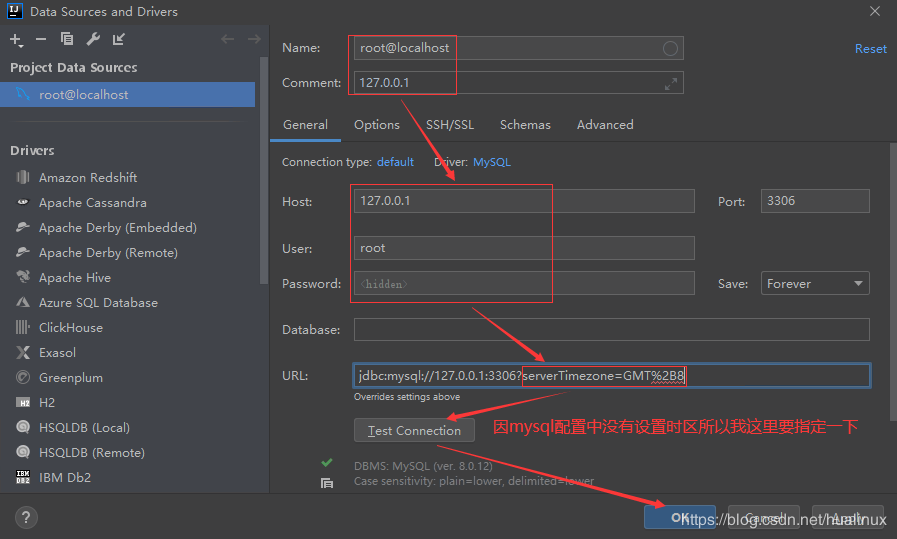 Data Sources and Drivers
Project Data Sources
root@localhost
Drivers
Amazon Redshift
Apache Cassandra
Apache Derby (Embedded)
Apache Derby (Remote)
Apache Hive
Azure SQL Database
ClickHouse
Exasol
Greenplum
H2
HSQLDB (Local)
HSQLDB (Remote)
IBM Db2
Name: root@localhost
Reset
Comment: 127.0.0.1
General Options SSH/SSL Schemas Advanced
Connection type: default Driver: MySQL
Host: 127.0.0.1 Port: 3306
User: root
Password: <hidden> Save: Forever
Database:
URL: jdbc:mysql://127.0.0.1:3306?serverTimezone=GMT%2B8
Overrides settings above
Test Connection
因mysql配置中没有设置时区所以我这里要指定一下
DBMS: MySQL (ver. 8.0.12)
Case sensitivity: plain=lower, delimited=lower
OK Cancel Apply
https://blog.csdn.net/hualinux